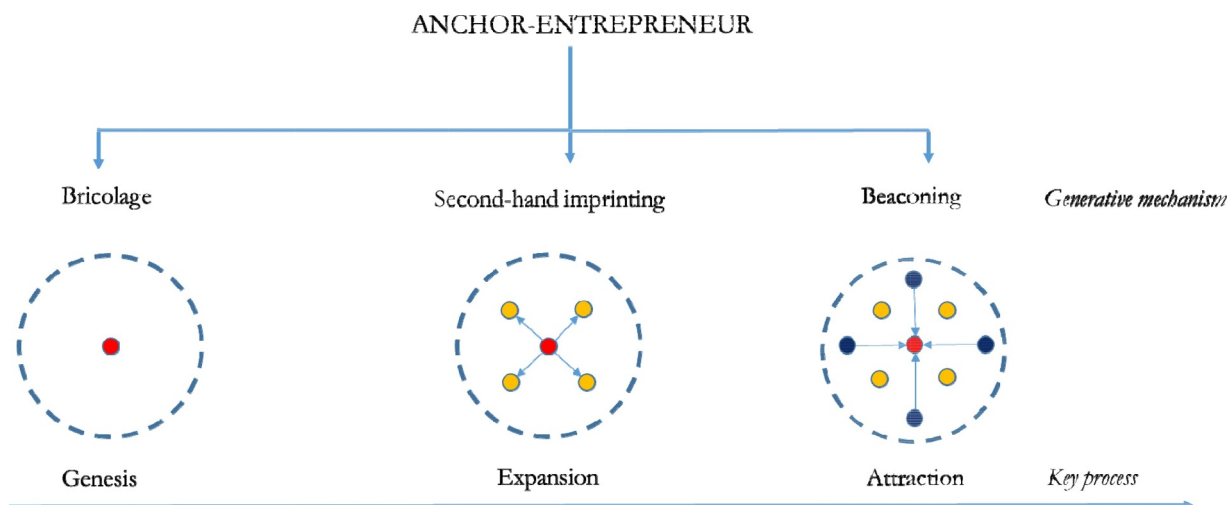 ANCHOR-ENTREPRENEUR
Bricolage Second-hand imprinting Beaconing Generative mechanism
Genesis Expansion Attraction Key process